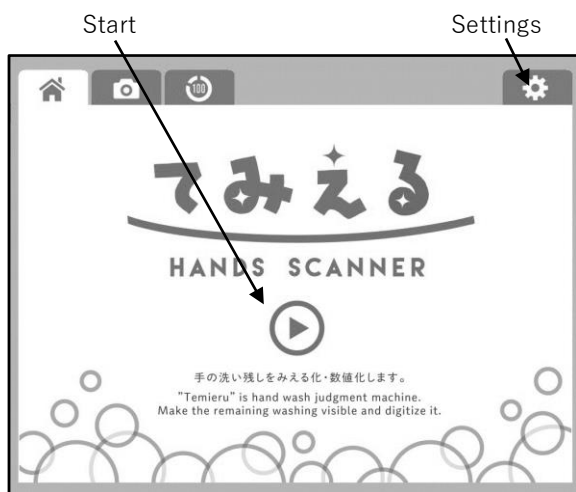 Start Settings
100
てみえる
HANDS SCANNER
手の洗い残しをみえる化・数値化します。
"Temieru" is hand wash judgment machine.
Make the remaining washing visible and digitize it.